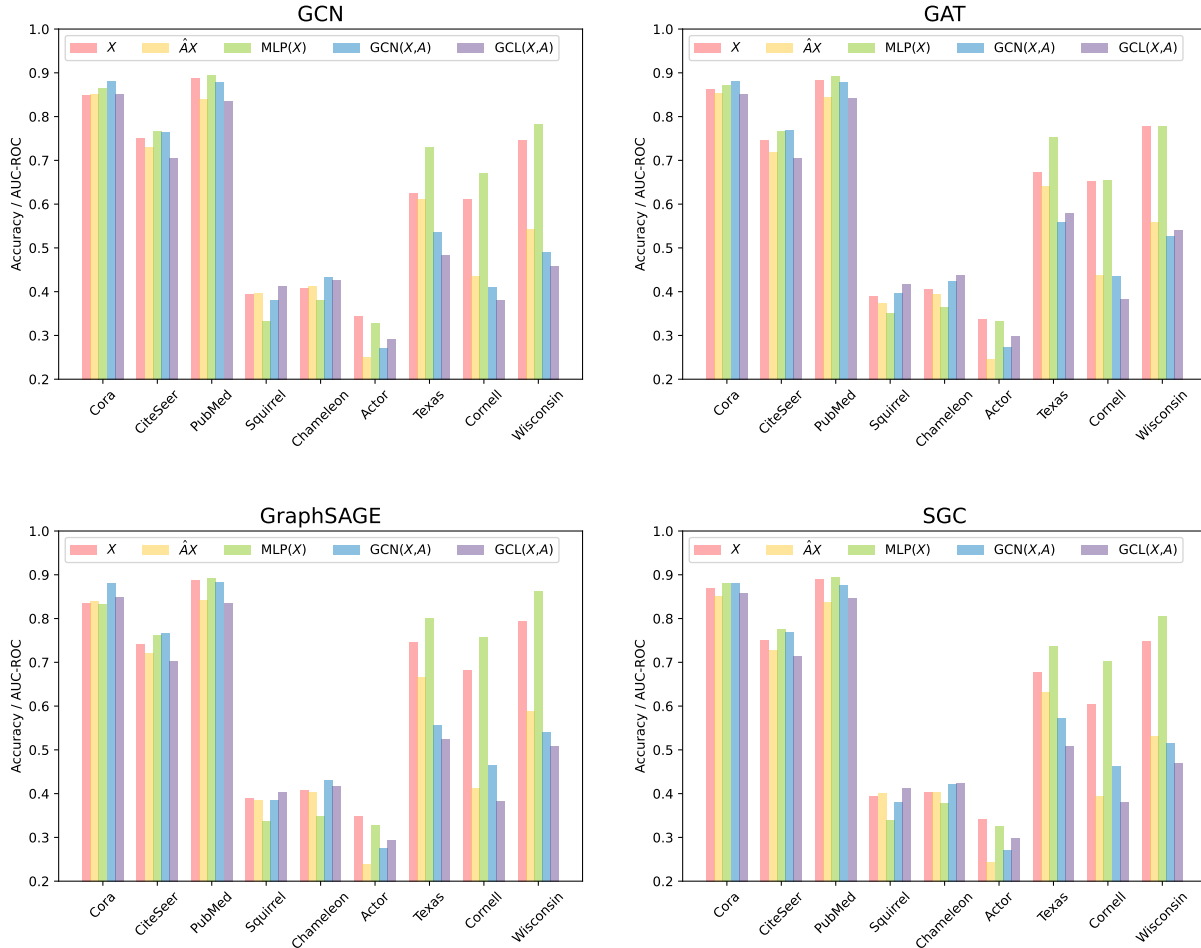 GCN
X ÂX MLP(X) GCN(X,A) GCL(X,A)
Accuracy / AUC-ROC
1.0
0.9
0.8
0.7
0.6
0.5
0.4
0.3
0.2
Cora CiteSeer PubMed Squirrel Chameleon Actor Texas Cornell Wisconsin
GAT
X ÂX MLP(X) GCN(X,A) GCL(X,A)
Accuracy / AUC-ROC
1.0
0.9
0.8
0.7
0.6
0.5
0.4
0.3
0.2
Cora CiteSeer PubMed Squirrel Chameleon Actor Texas Cornell Wisconsin
GraphSAGE
X ÂX MLP(X) GCN(X,A) GCL(X,A)
Accuracy / AUC-ROC
1.0
0.9
0.8
0.7
0.6
0.5
0.4
0.3
0.2
Cora CiteSeer PubMed Squirrel Chameleon Actor Texas Cornell Wisconsin
SGC
X ÂX MLP(X) GCN(X,A) GCL(X,A)
Accuracy / AUC-ROC
1.0
0.9
0.8
0.7
0.6
0.5
0.4
0.3
0.2
Cora CiteSeer PubMed Squirrel Chameleon Actor Texas Cornell Wisconsin